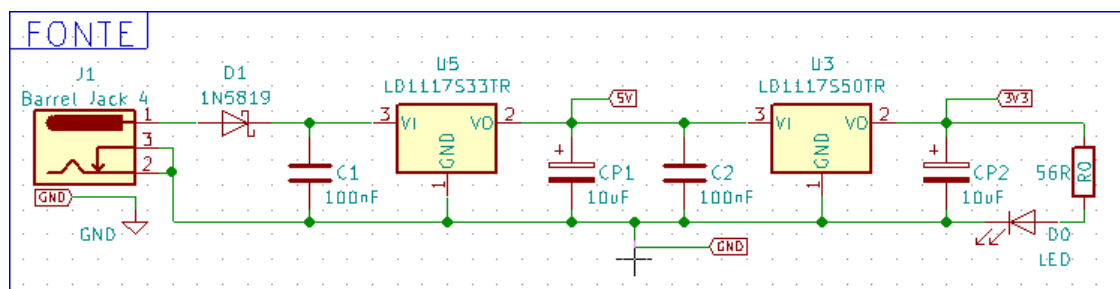 FONTE
J1
Barrel Jack 4
1
3
2
GND
GND
D1
1N5819
C1
100nF
U5
LD1117S33TR
3 VI VO 2
GND
1
5V
CP1
10uF
+
C2
100nF
GND
U3
LD1117S50TR
3 VI VO 2
GND
1
3V3
+
CP2
10uF
56R
R0
D0
LED